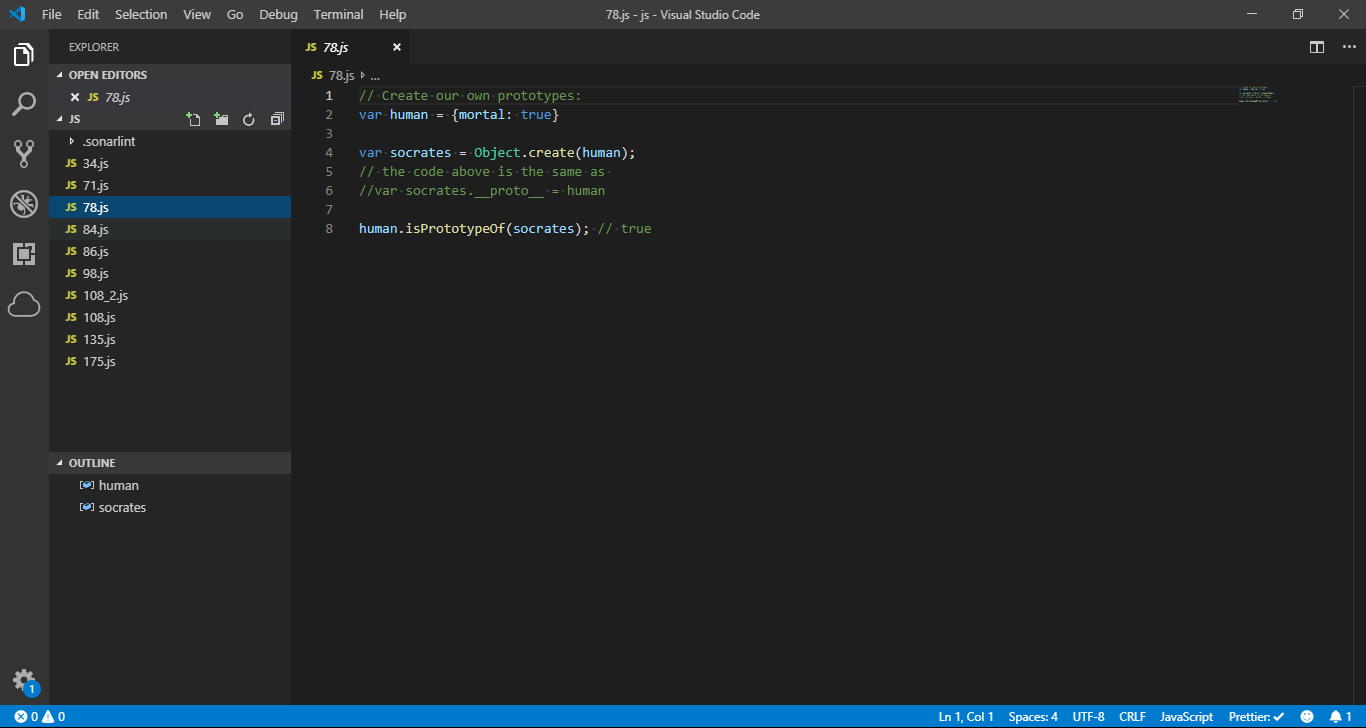 File Edit Selection View Go Debug Terminal Help
78.js - js - Visual Studio Code
EXPLORER
OPEN EDITORS
JS 78.js
JS
.sonarlint
JS 34.js
JS 71.js
JS 78.js
JS 84.js
JS 86.js
JS 98.js
JS 108_2.js
JS 108.js
JS 135.js
JS 175.js
OUTLINE
human
socrates
1
JS 78.js
JS 78.js ...
1 // Create our own prototypes:
2 var human = {mortal: true}
3
4 var socrates = Object.create(human);
5 // the code above is the same as
6 //var socrates.__proto__ = human
7
8 human.isPrototypeOf(socrates); // true
0 0 Ln 1, Col 1 Spaces: 4 UTF-8 CRLF JavaScript Prettier: ✓ 1